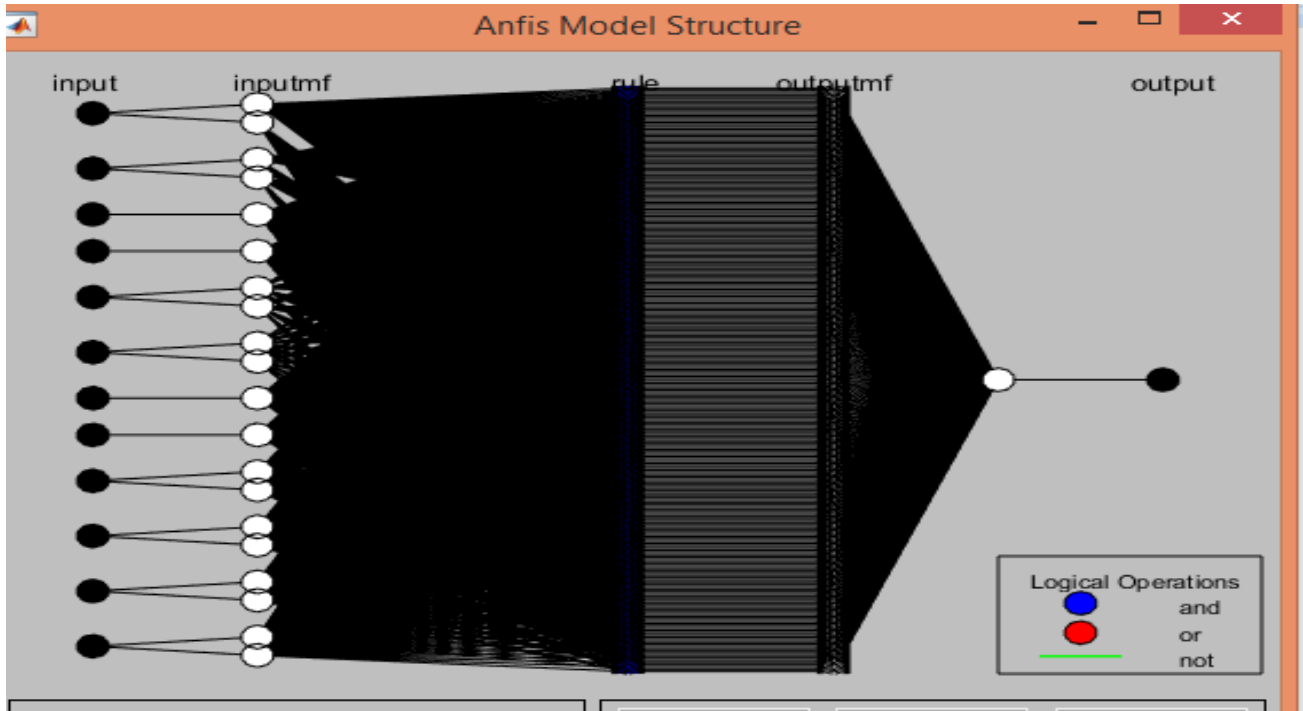 Anfis Model Structure
input inputmf rule outputmf output
Logical Operations
and
or
not